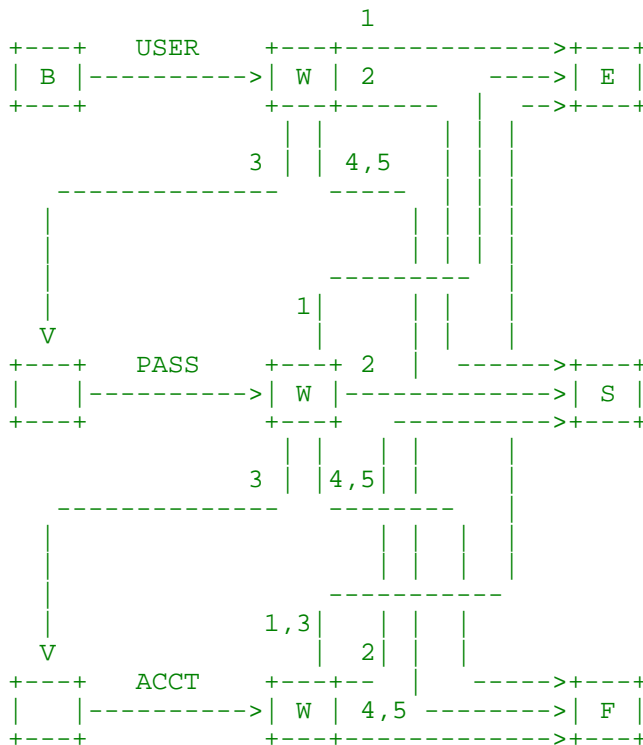 1
USER
B W 2 E
3 4,5
1
V
PASS 2
W S
3 4,5
1,3
V 2
ACCT
W 4,5 F